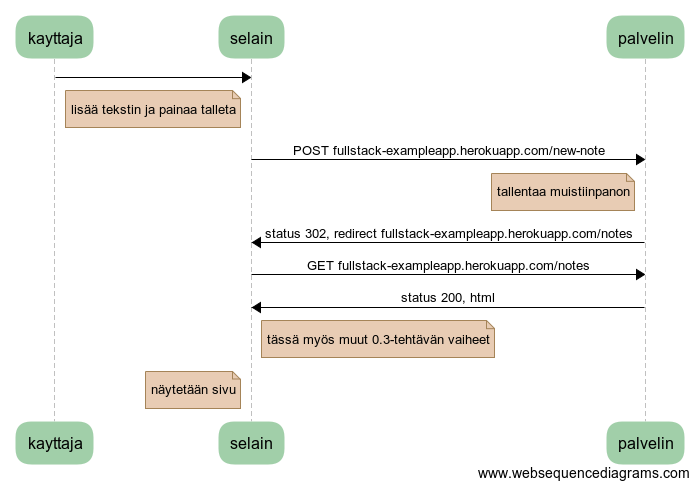 kayttaja
selain
palvelin
lisää tekstin ja painaa talleta
POST fullstack-exampleapp.herokuapp.com/new-note
tallentaa muistiinpanon
status 302, redirect fullstack-exampleapp.herokuapp.com/notes
GET fullstack-exampleapp.herokuapp.com/notes
status 200, html
tässä myös muut 0.3-tehtävän vaiheet
näytetään sivu
kayttaja
selain
palvelin
www.websequencediagrams.com